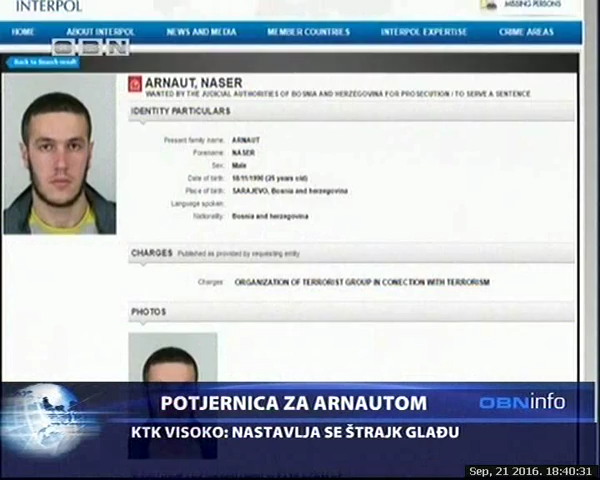 INTERPOL
MISSING PERSONS
HOME ABOUT INTERPOL NEWS AND MEDIA MEMBER COUNTRIES INTERPOL EXPERTISE CRIME AREAS
OBN
Back to Search result
ARNAUT, NASER
WANTED BY THE JUDICIAL AUTHORITIES OF BOSNIA AND HERZEGOVINA FOR PROSECUTION / TO SERVE A SENTENCE
IDENTITY PARTICULARS
Present family name: ARNAUT
Forename: NASER
Sex: Male
Date of birth: (25 years old)
Place of birth: SARAJEVO, Bosnia and herzegovina
Language spoken:
Nationality: Bosnia and herzegovina
CHARGES Published as provided by requesting entity
Charges: ORGANIZATION OF TERRORIST GROUP IN CONECTION WITH TERRORISM
PHOTOS
POTJERNICA ZA ARNAUTOM
OBNinfo
KTK VISOKO: NASTAVLJA SE ŠTRAJK GLAĐU
Sep, 21 2016. 18:40:31